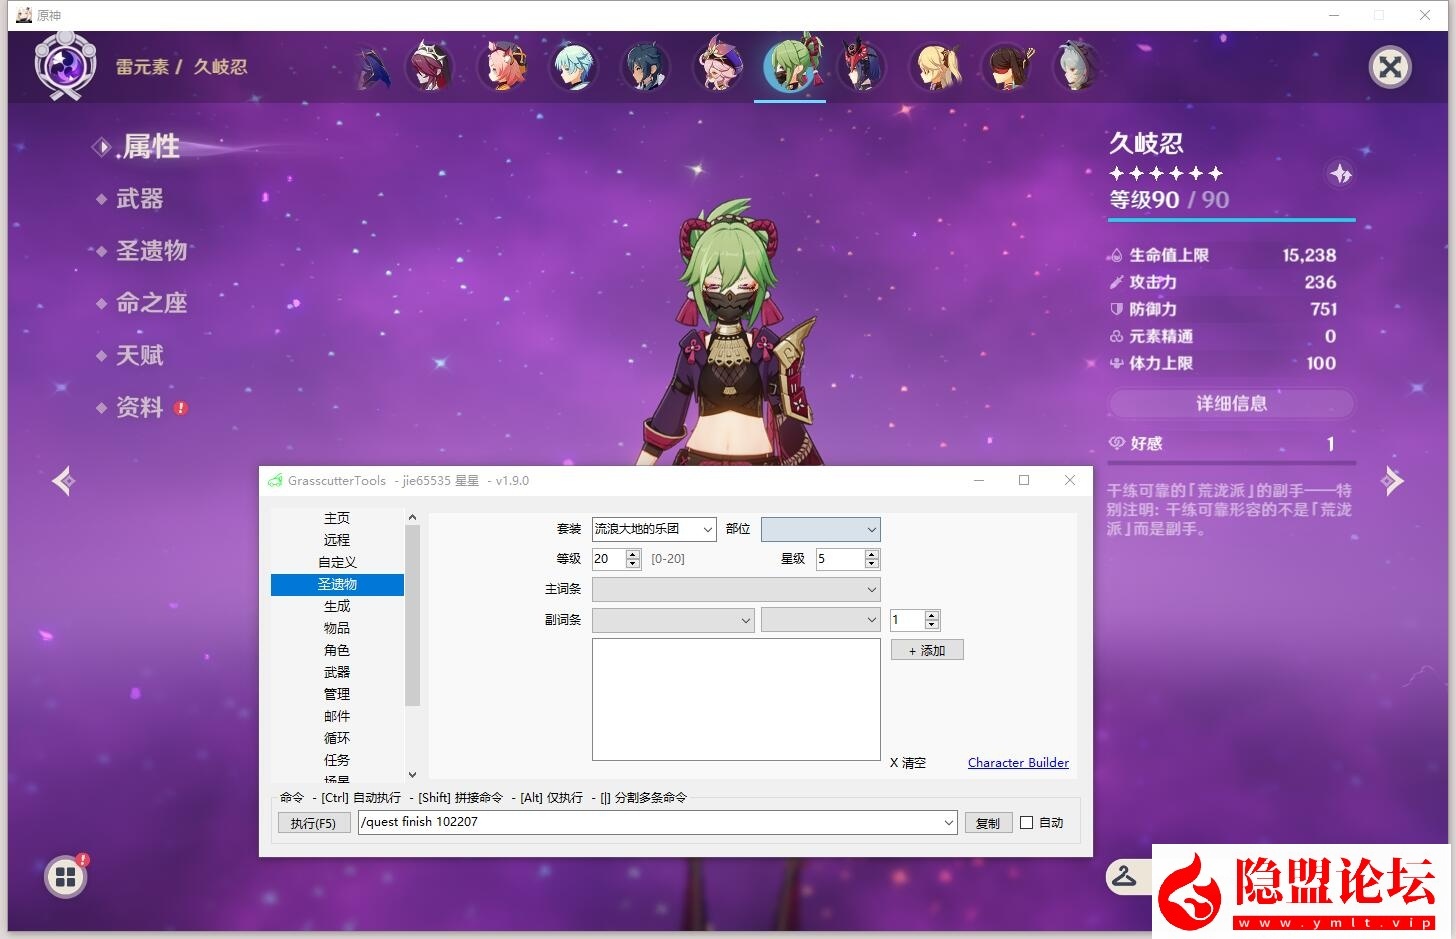 原神
雷元素 / 久岐忍
属性
武器
圣遗物
命之座
天赋
资料
久岐忍
等级90 / 90
生命值上限 15,238
攻击力 236
防御力 751
元素精通 0
体力上限 100
详细信息
好感 1
干练可靠的「荒泷派」的副手——特
别注明：干练可靠形容的不是「荒泷
派」而是副手。
GrasscutterTools - jie65535 星星 - v1.9.0
主页
远程
自定义
圣遗物
生成
物品
角色
武器
管理
邮件
循环
任务
场景
套装 流浪大地的乐团 部位
等级 20 [0-20] 星级 5
主词条
副词条 1
+ 添加
X 清空 Character Builder
命令 - [Ctrl] 自动执行 - [Shift] 拼接命令 - [Alt] 仅执行 - [|] 分割多条命令
执行(F5) /quest finish 102207 复制 自动
隐盟论坛
www.ymlt.vip